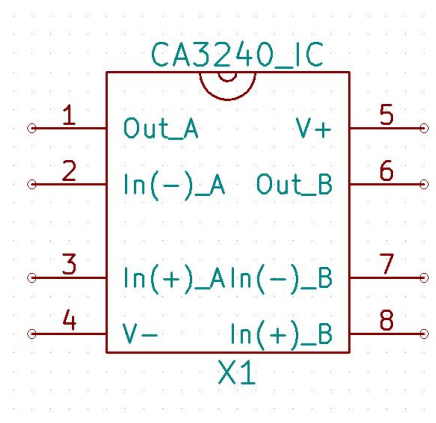 CA3240_IC
1 Out_A V+ 5
2 In(-)_A Out_B 6
3 In(+)_A In(-)_B 7
4 V- In(+)_B 8
X1